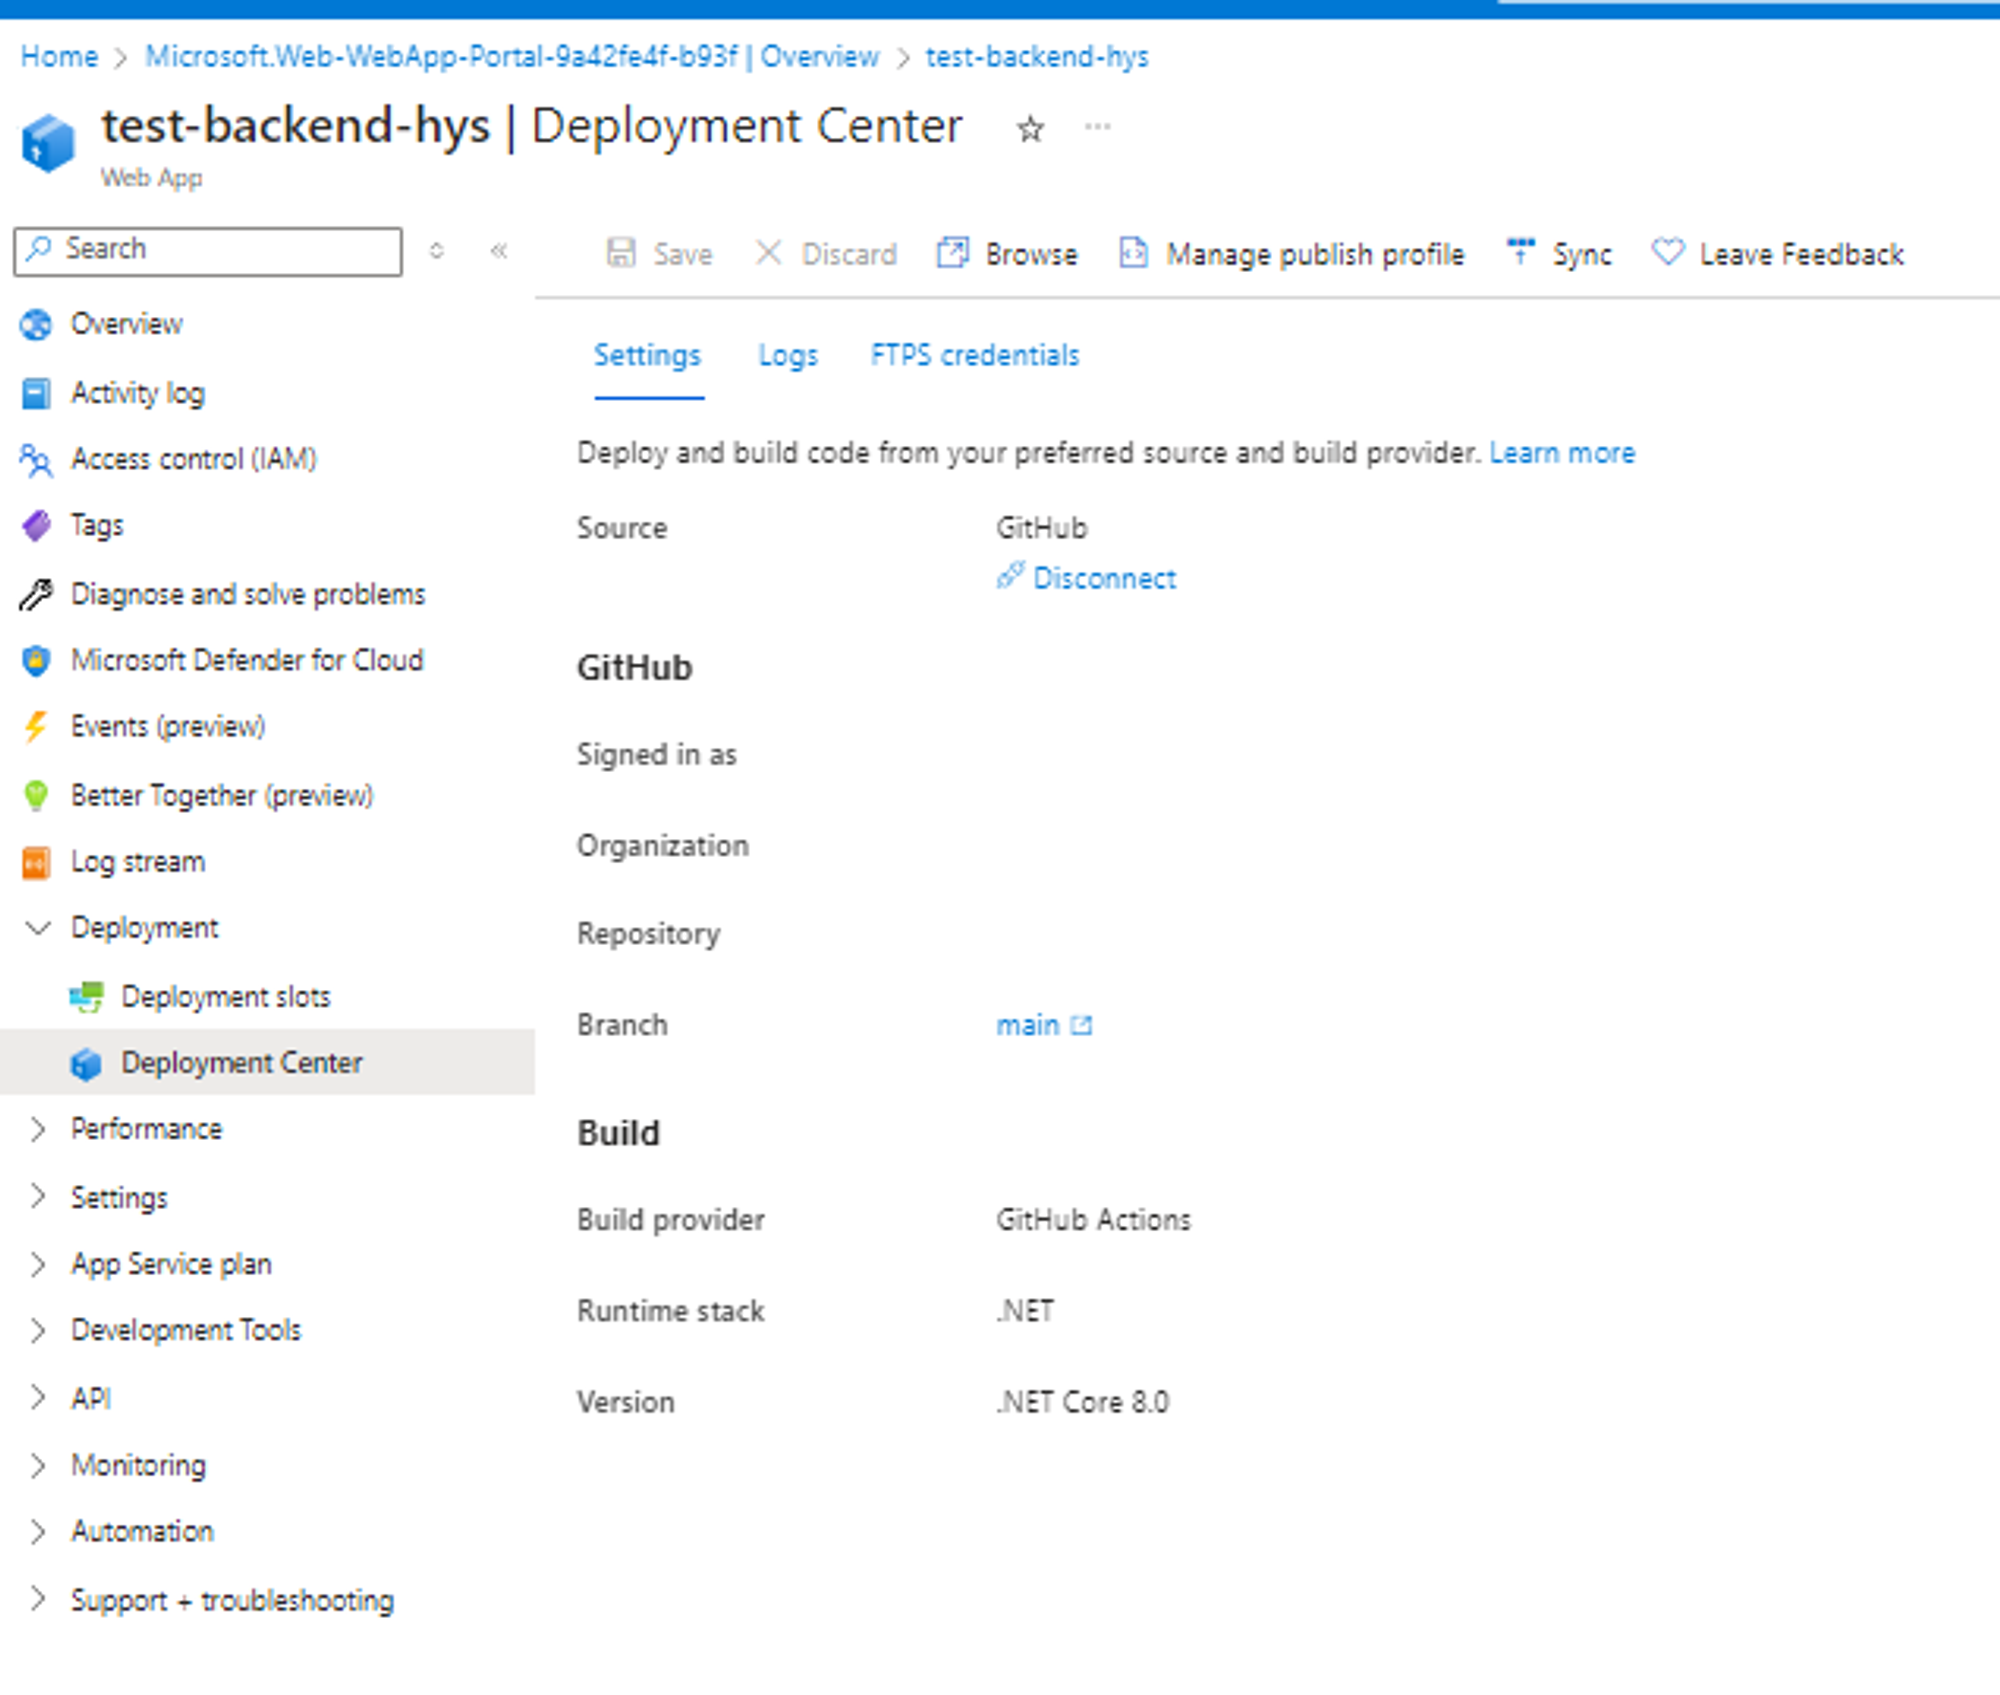 Home > Microsoft.Web-WebApp-Portal-9a42fe4f-b93f | Overview > test-backend-hys
test-backend-hys | Deployment Center
Web App
Search
Save Discard Browse Manage publish profile Sync Leave Feedback
Overview
Activity log
Access control (IAM)
Tags
Diagnose and solve problems
Microsoft Defender for Cloud
Events (preview)
Better Together (preview)
Log stream
Deployment
Deployment slots
Deployment Center
Performance
Settings
App Service plan
Development Tools
API
Monitoring
Automation
Support + troubleshooting
Settings Logs FTPS credentials
Deploy and build code from your preferred source and build provider. Learn more
Source GitHub
Disconnect
GitHub
Signed in as
Organization
Repository
Branch main
Build
Build provider GitHub Actions
Runtime stack .NET
Version .NET Core 8.0